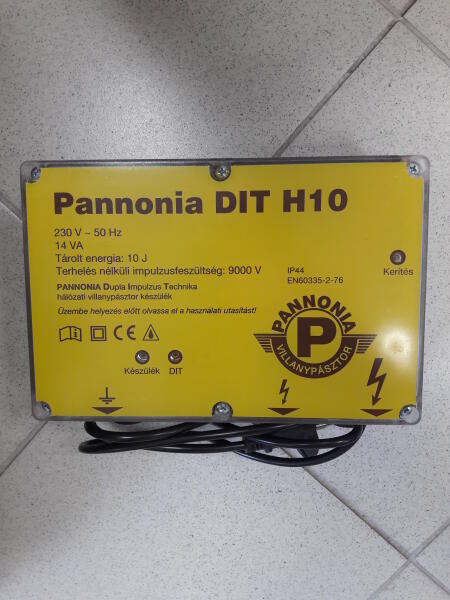 Pannonia DIT H10
230 V ~ 50 Hz
14 VA
Tárolt energia: 10 J
Terhelés nélküli impulzusfeszültség: 9000 V
PANNONIA Dupla Impulzus Technika
hálózati villanypásztor készülék
Üzembe helyezés előtt olvassa el a használati utasítást!
IP44
EN60335-2-76
Kerítés
PANNONIA
P
VILLANYPÁSZTOR
CE
Készülék DIT